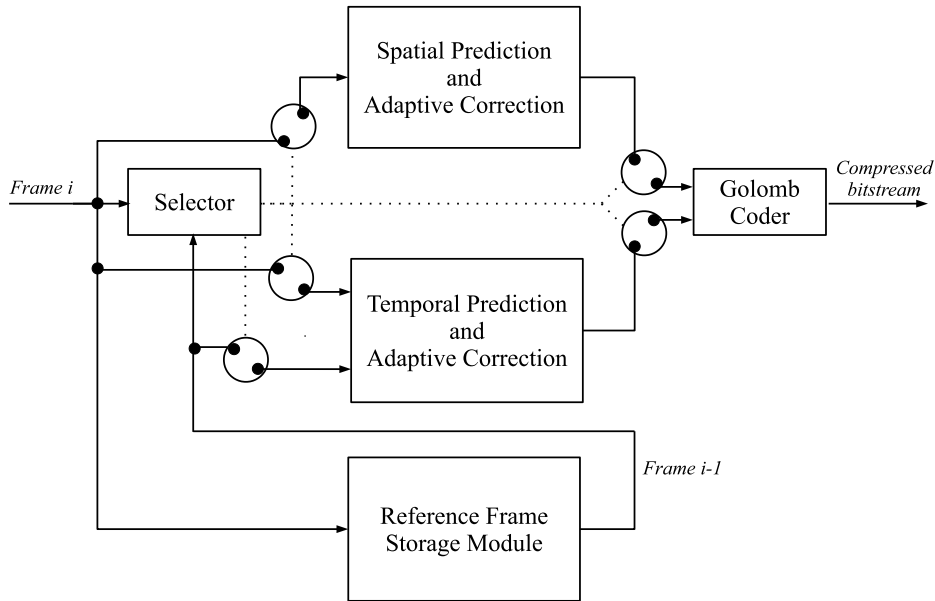 Spatial Prediction
and
Adaptive Correction
Frame i
Selector
Compressed
bitstream
Golomb
Coder
Temporal Prediction
and
Adaptive Correction
Frame i-1
Reference Frame
Storage Module